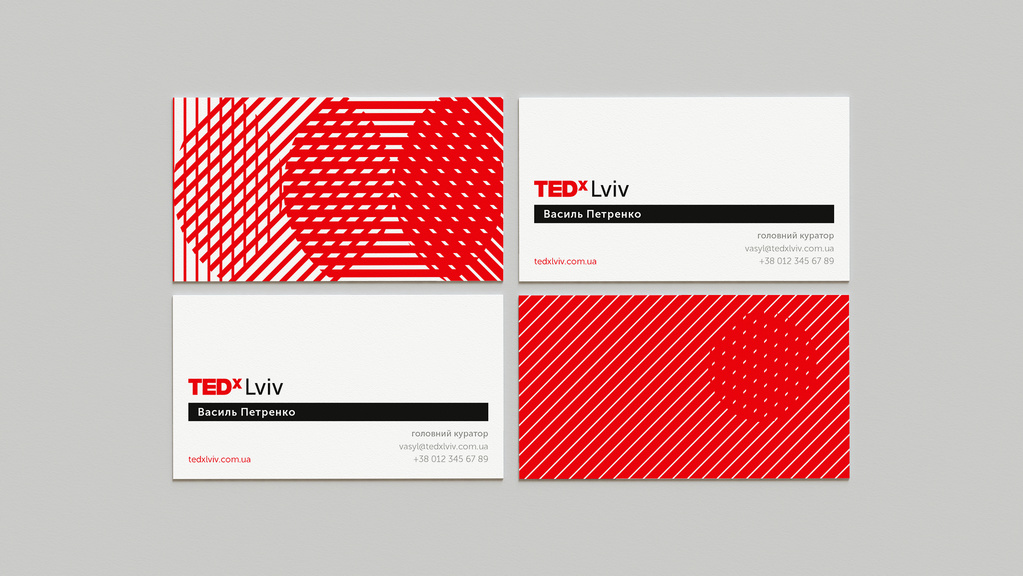 TEDx Lviv
Василь Петренко
головний куратор
vasyl@tedxlviv.com.ua
tedxlviv.com.ua
+38 012 345 67 89
TEDx Lviv
Василь Петренко
головний куратор
vasyl@tedxlviv.com.ua
tedxlviv.com.ua
+38 012 345 67 89